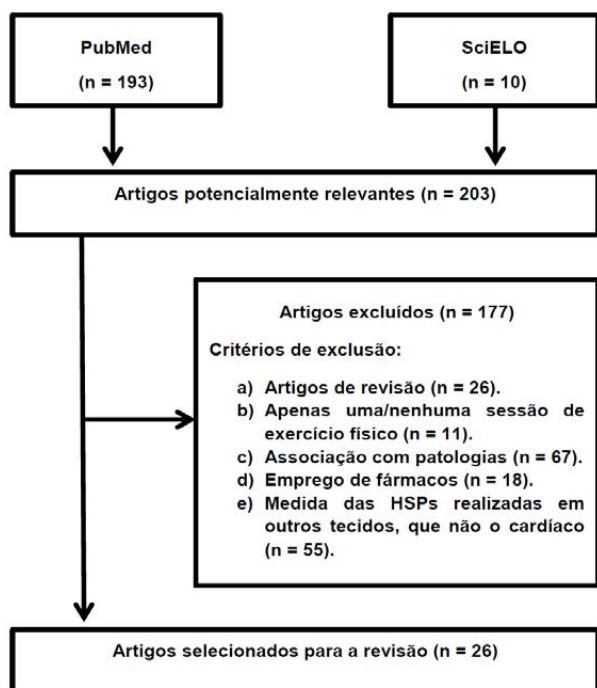 PubMed
(n = 193)
SciELO
(n = 10)
Artigos potencialmente relevantes (n = 203)
Artigos excluídos (n = 177)
Critérios de exclusão:
a) Artigos de revisão (n = 26).
b) Apenas uma/nenhuma sessão de
exercício físico (n = 11).
c) Associação com patologias (n = 67).
d) Emprego de fármacos (n = 18).
e) Medida das HSPs realizadas em
outros tecidos, que não o cardíaco
(n = 55).
Artigos selecionados para a revisão (n = 26)